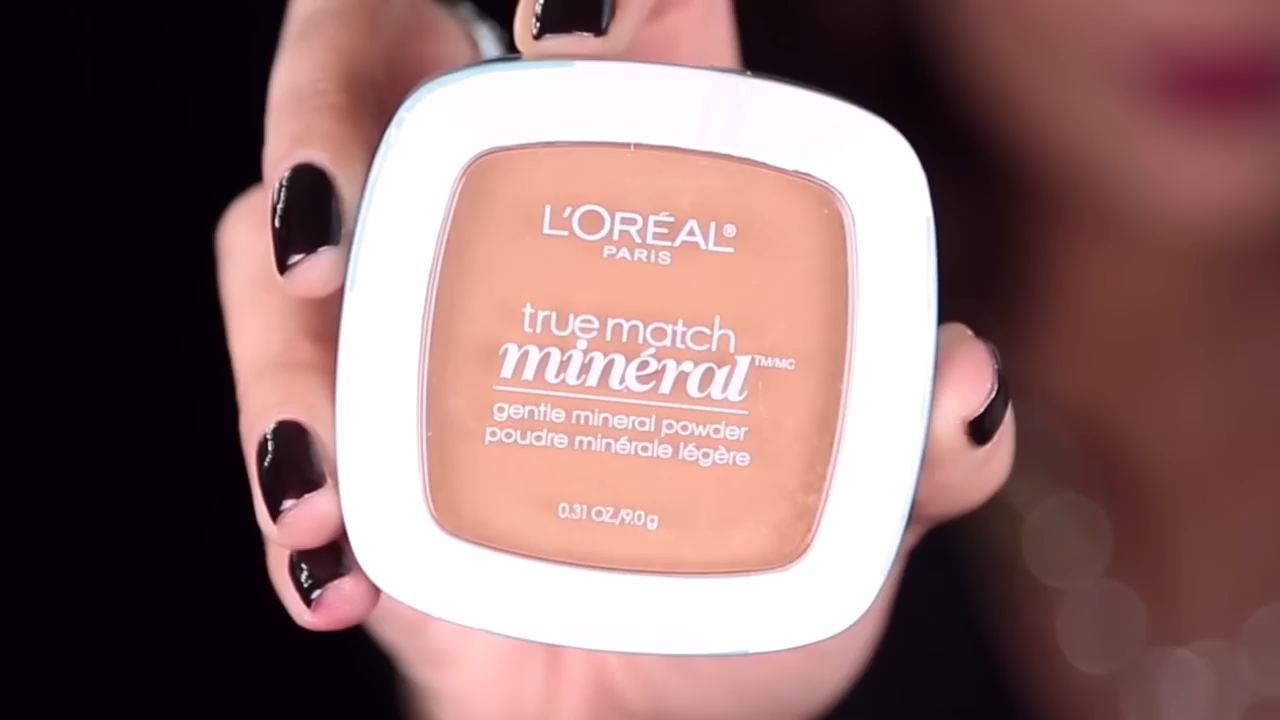 L'ORÉAL®
PARIS
true match
minéral™/MC
gentle mineral powder
poudre minérale légère
0.31 OZ./9.0 g